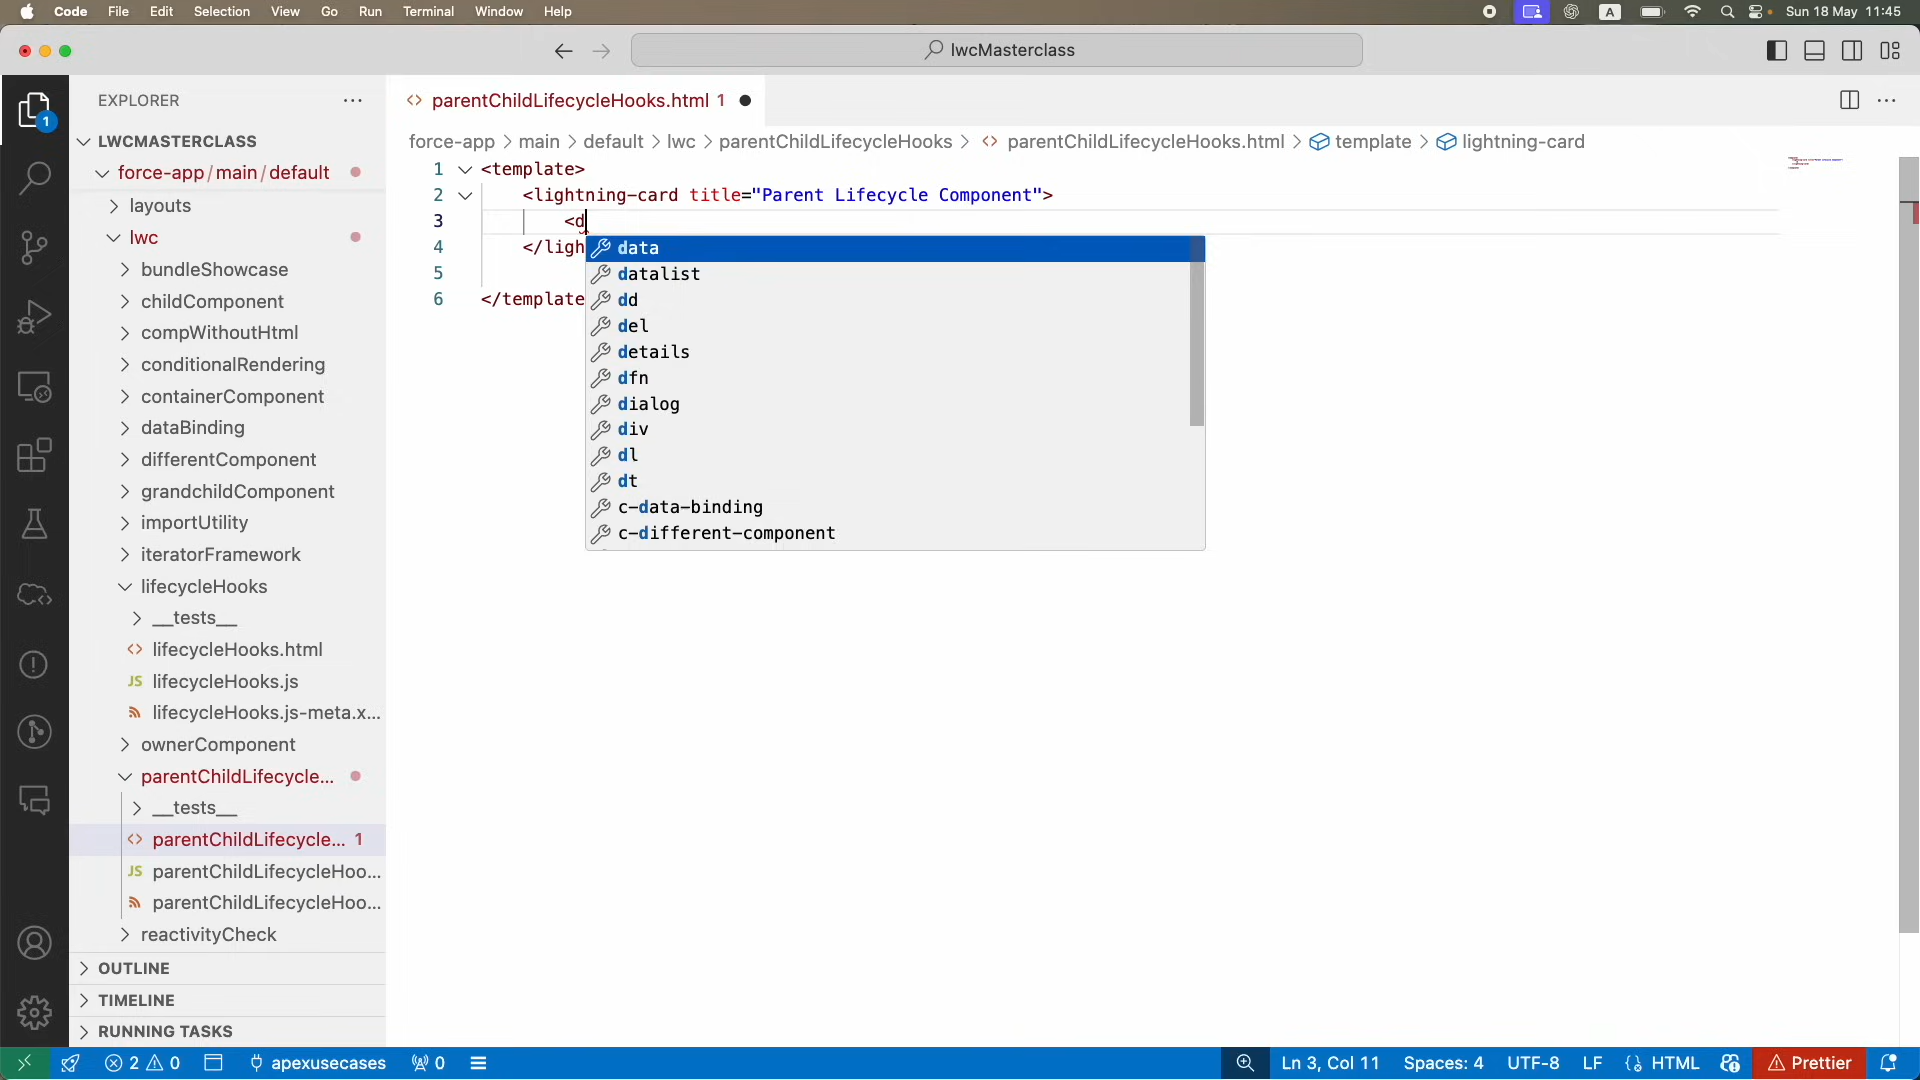 Code File Edit Selection View Go Run Terminal Window Help A Sun 18 May 11:45
lwcMasterclass
EXPLORER
1
LWCMASTERCLASS
force-app/main/default
layouts
lwc
bundleShowcase
childComponent
compWithoutHtml
conditionalRendering
containerComponent
dataBinding
differentComponent
grandchildComponent
importUtility
iteratorFramework
lifecycleHooks
__tests__
lifecycleHooks.html
JS lifecycleHooks.js
lifecycleHooks.js-meta.x...
ownerComponent
parentChildLifecycle...
__tests__
parentChildLifecycle... 1
JS parentChildLifecycleHoo...
parentChildLifecycleHoo...
reactivityCheck
OUTLINE
TIMELINE
RUNNING TASKS
parentChildLifecycleHooks.html 1
force-app > main > default > lwc > parentChildLifecycleHooks > parentChildLifecycleHooks.html > template > lightning-card
1 <template>
2 <lightning-card title="Parent Lifecycle Component">
3 <d
4 </ligh
5
6 </template
data
datalist
dd
del
details
dfn
dialog
div
dl
dt
c-data-binding
c-different-component
2 0 apexusecases 0 Ln 3, Col 11 Spaces: 4 UTF-8 LF {} HTML Prettier